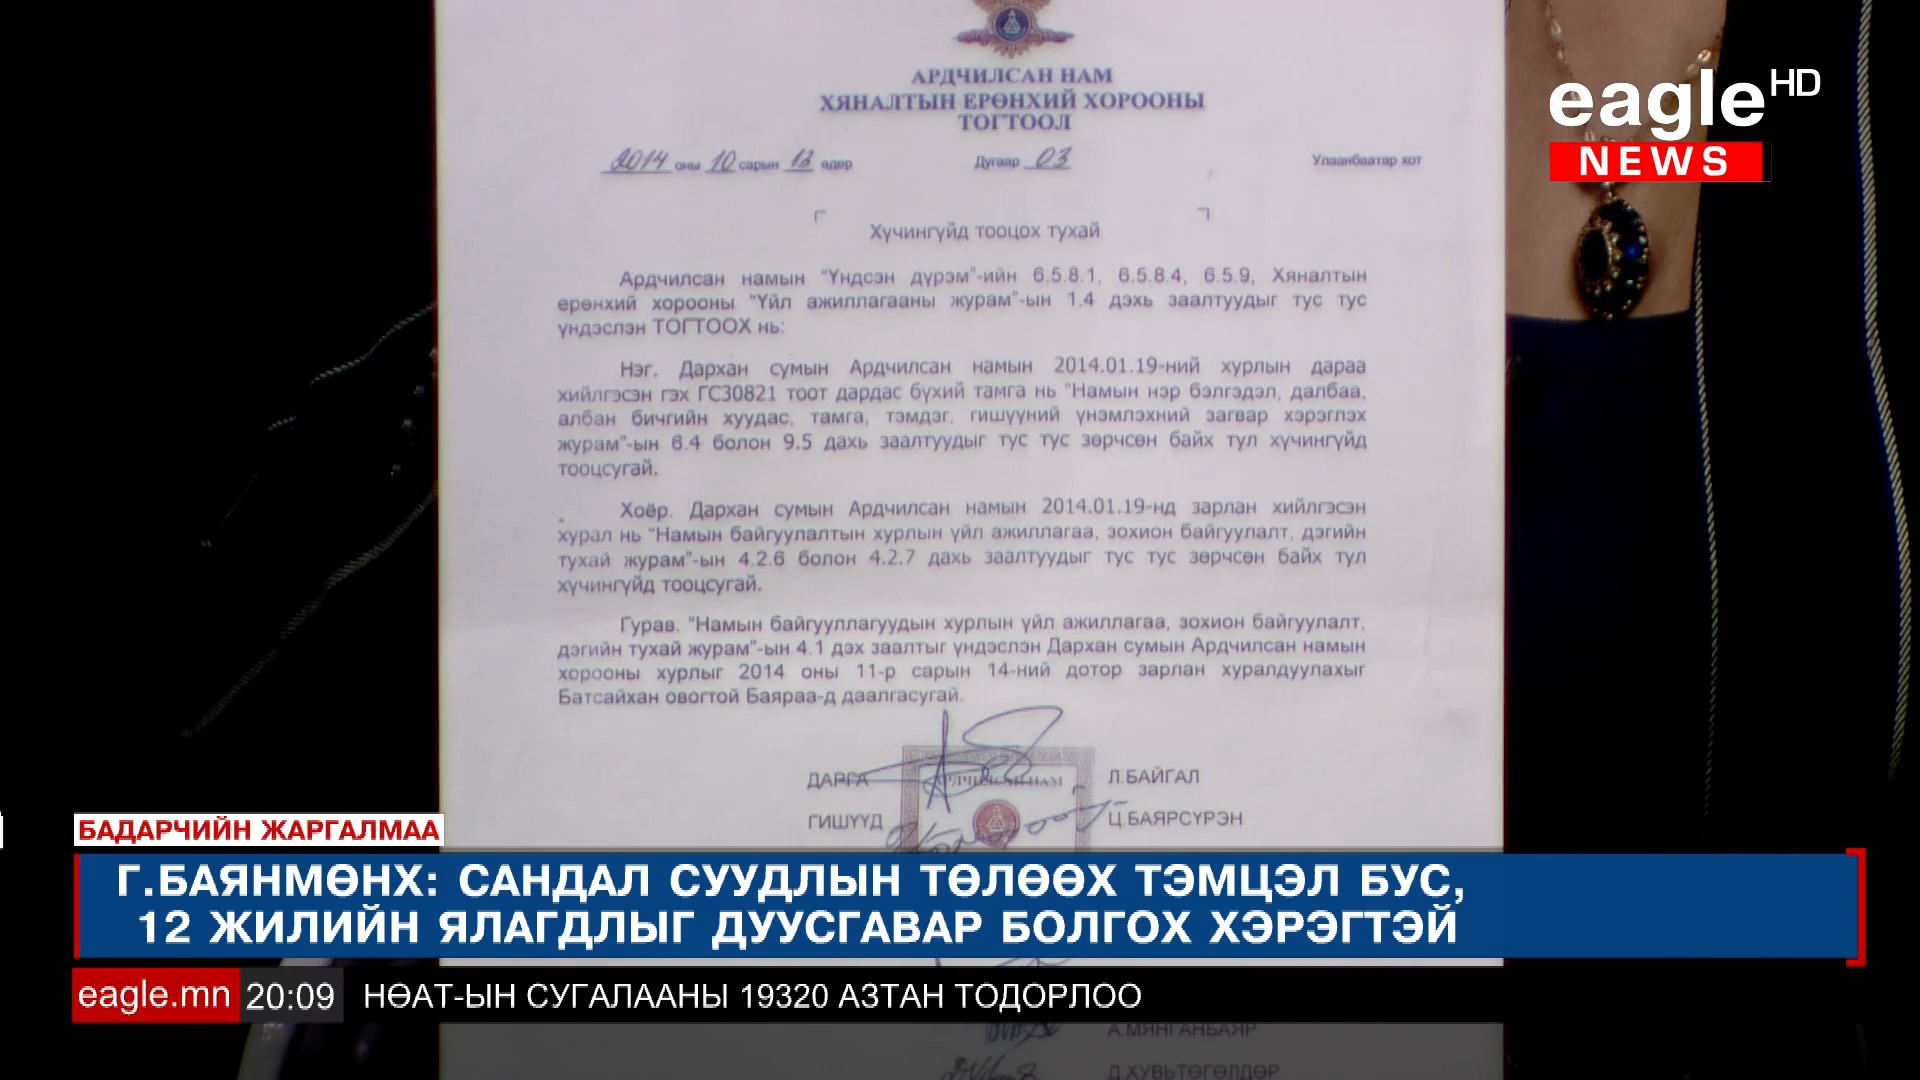 АРДЧИЛСАН НАМ
ХЯНАЛТЫН ЕРӨНХИЙ ХОРООНЫ
ТОГТООЛ
2014 оны 10 сарын 13 өдөр Дугаар 03 Улаанбаатар хот
Хүчингүйд тооцох тухай
Ардчилсан намын "Үндсэн дүрэм"-ийн 6.5.8.1, 6.5.8.4, 6.5.9, Хяналтын
ерөнхий хорооны "Үйл ажиллагааны журам"-ын 1.4 дэхь заалтуудыг тус тус
үндэслэн ТОГТООХ нь:
Нэг. Дархан сумын Ардчилсан намын 2014.01.19-ний хурлын дараа
хийлгэсэн гэх ГС30821 тоот дардас бүхий тамга нь "Намын нэр бэлгэдэл, далбаа,
албан бичгийн хуудас, тамга, тэмдэг, гишүүний үнэмлэхний загвар хэрэглэх
журам"-ын 6.4 болон 9.5 дахь заалтуудыг тус тус зөрчсөн байх тул хүчингүйд
тооцсугай.
Хоёр. Дархан сумын Ардчилсан намын 2014.01.19-нд зарлан хийлгэсэн
хурал нь "Намын байгуулалтын хурлын үйл ажиллагаа, зохион байгуулалт, дэгийн
тухай журам"-ын 4.2.6 болон 4.2.7 дахь заалтуудыг тус тус зөрчсөн байх тул
хүчингүйд тооцсугай.
Гурав. "Намын байгууллагуудын хурлын үйл ажиллагаа, зохион байгуулалт,
дэгийн тухай журам"-ын 4.1 дэх заалтыг үндэслэн Дархан сумын Ардчилсан намын
хорооны хурлыг 2014 оны 11-р сарын 14-ний дотор зарлан хуралдуулахыг
Батсайхан овогтой Баяраа-д даалгасугай.
ДАРГА Л.БАЙГАЛ
АРДЧИЛСАН НАМ
ГИШҮҮД Ц.БАЯРСҮРЭН
А.МЯНГАНБАЯР
Д.ХУВЬТӨГӨЛДӨР
eagle HD
NEWS
БАДАРЧИЙН ЖАРГАЛМАА
Г.БАЯНМӨНХ: САНДАЛ СУУДЛЫН ТӨЛӨӨХ ТЭМЦЭЛ БУС,
12 ЖИЛИЙН ЯЛАГДЛЫГ ДУУСГАВАР БОЛГОХ ХЭРЭГТЭЙ
eagle.mn 20:09 НӨАТ-ЫН СУГАЛААНЫ 19320 АЗТАН ТОДОРЛОО